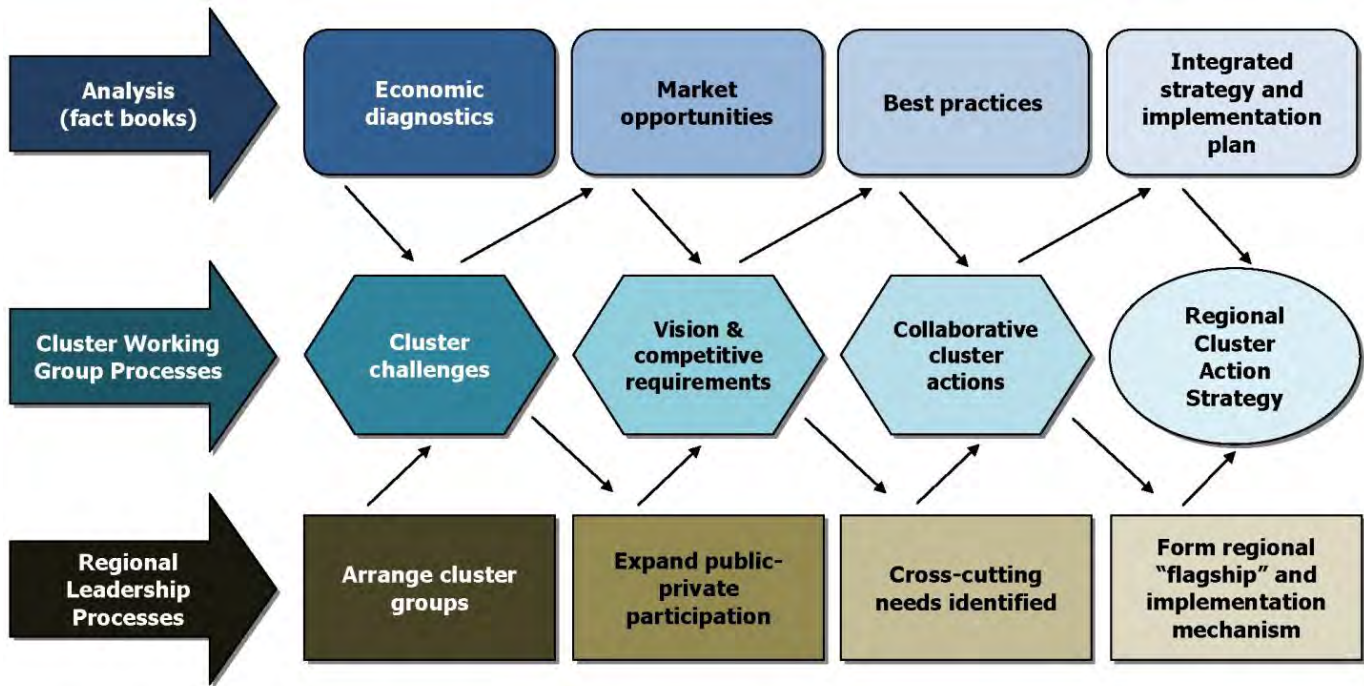 Analysis
(fact books)
Economic
diagnostics
Market
opportunities
Best practices
Integrated
strategy and
implementation
plan
Cluster Working
Group Processes
Cluster
challenges
Vision &
competitive
requirements
Collaborative
cluster
actions
Regional
Cluster
Action
Strategy
Regional
Leadership
Processes
Arrange cluster
groups
Expand public-
private
participation
Cross-cutting
needs identified
Form regional
“flagship” and
implementation
mechanism